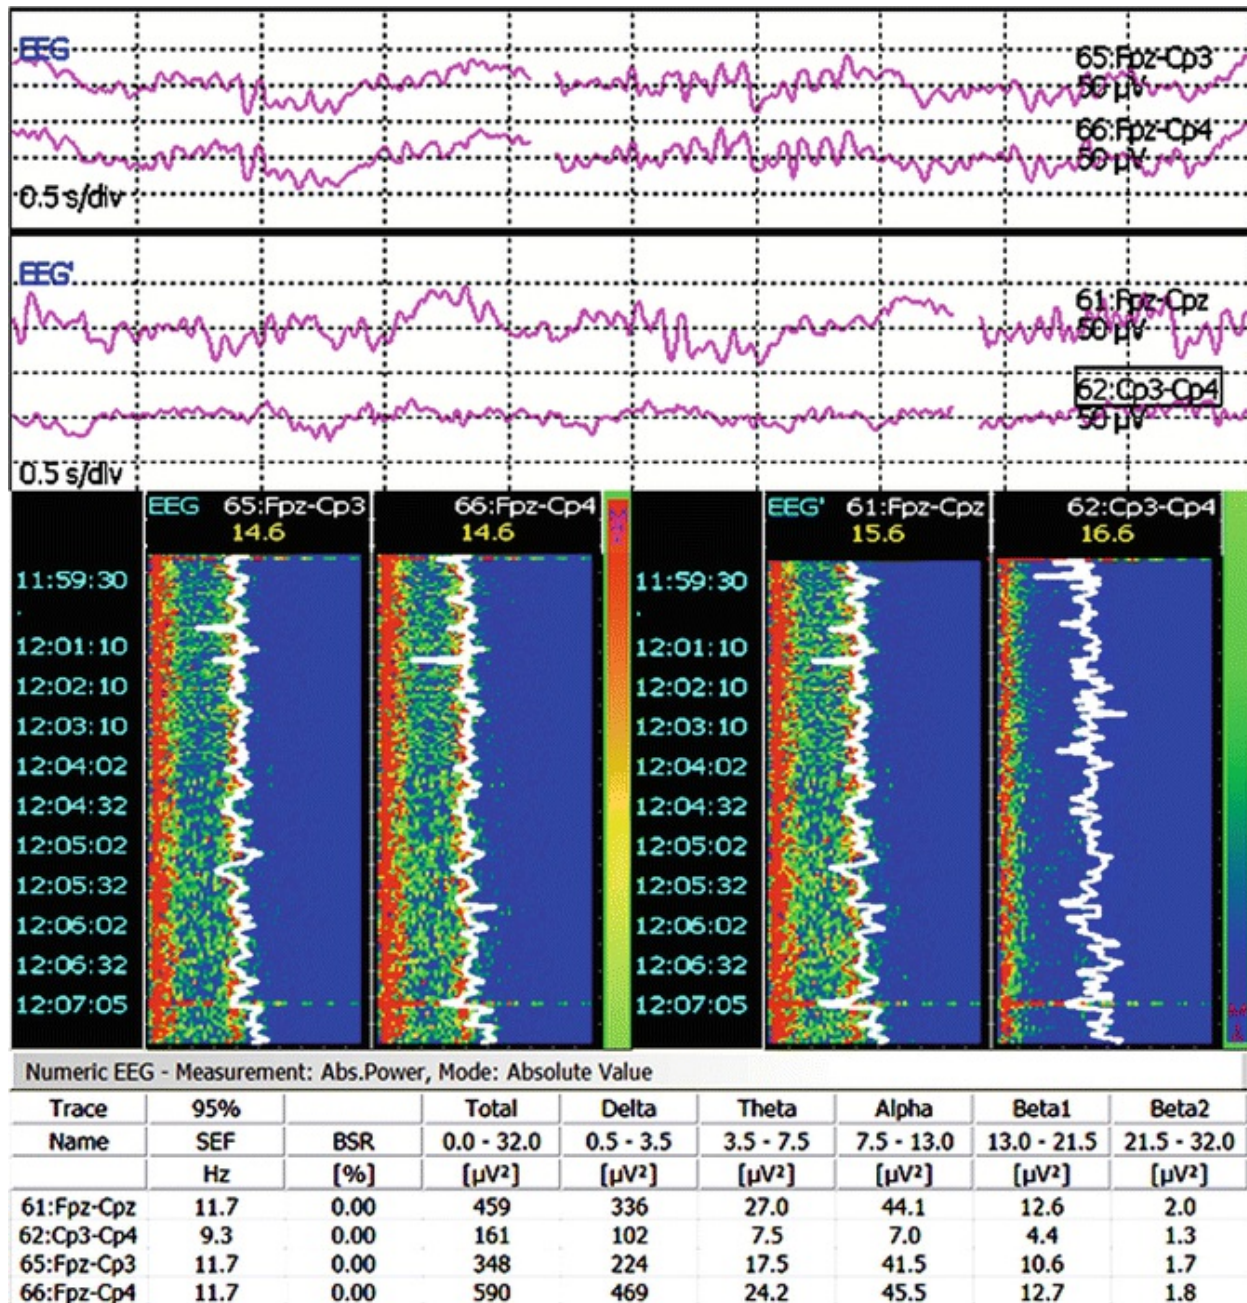 EEG
65:Fpz-Cp3
50 µV
66:Fpz-Cp4
50 µV
0.5 s/div
EEG'
61:Fpz-Cpz
50 µV
62:Cp3-Cp4
50 µV
0.5 s/div
EEG 65:Fpz-Cp3 66:Fpz-Cp4 EEG' 61:Fpz-Cpz 62:Cp3-Cp4
14.6 14.6 15.6 16.6
11:59:30 11:59:30
12:01:10 12:01:10
12:02:10 12:02:10
12:03:10 12:03:10
12:04:02 12:04:02
12:04:32 12:04:32
12:05:02 12:05:02
12:05:32 12:05:32
12:06:02 12:06:02
12:06:32 12:06:32
12:07:05 12:07:05
Numeric EEG - Measurement: Abs.Power, Mode: Absolute Value
Trace 95% Total Delta Theta Alpha Beta1 Beta2
Name SEF BSR 0.0 - 32.0 0.5 - 3.5 3.5 - 7.5 7.5 - 13.0 13.0 - 21.5 21.5 - 32.0
Hz [%] [µV²] [µV²] [µV²] [µV²] [µV²] [µV²]
61:Fpz-Cpz 11.7 0.00 459 336 27.0 44.1 12.6 2.0
62:Cp3-Cp4 9.3 0.00 161 102 7.5 7.0 4.4 1.3
65:Fpz-Cp3 11.7 0.00 348 224 17.5 41.5 10.6 1.7
66:Fpz-Cp4 11.7 0.00 590 469 24.2 45.5 12.7 1.8